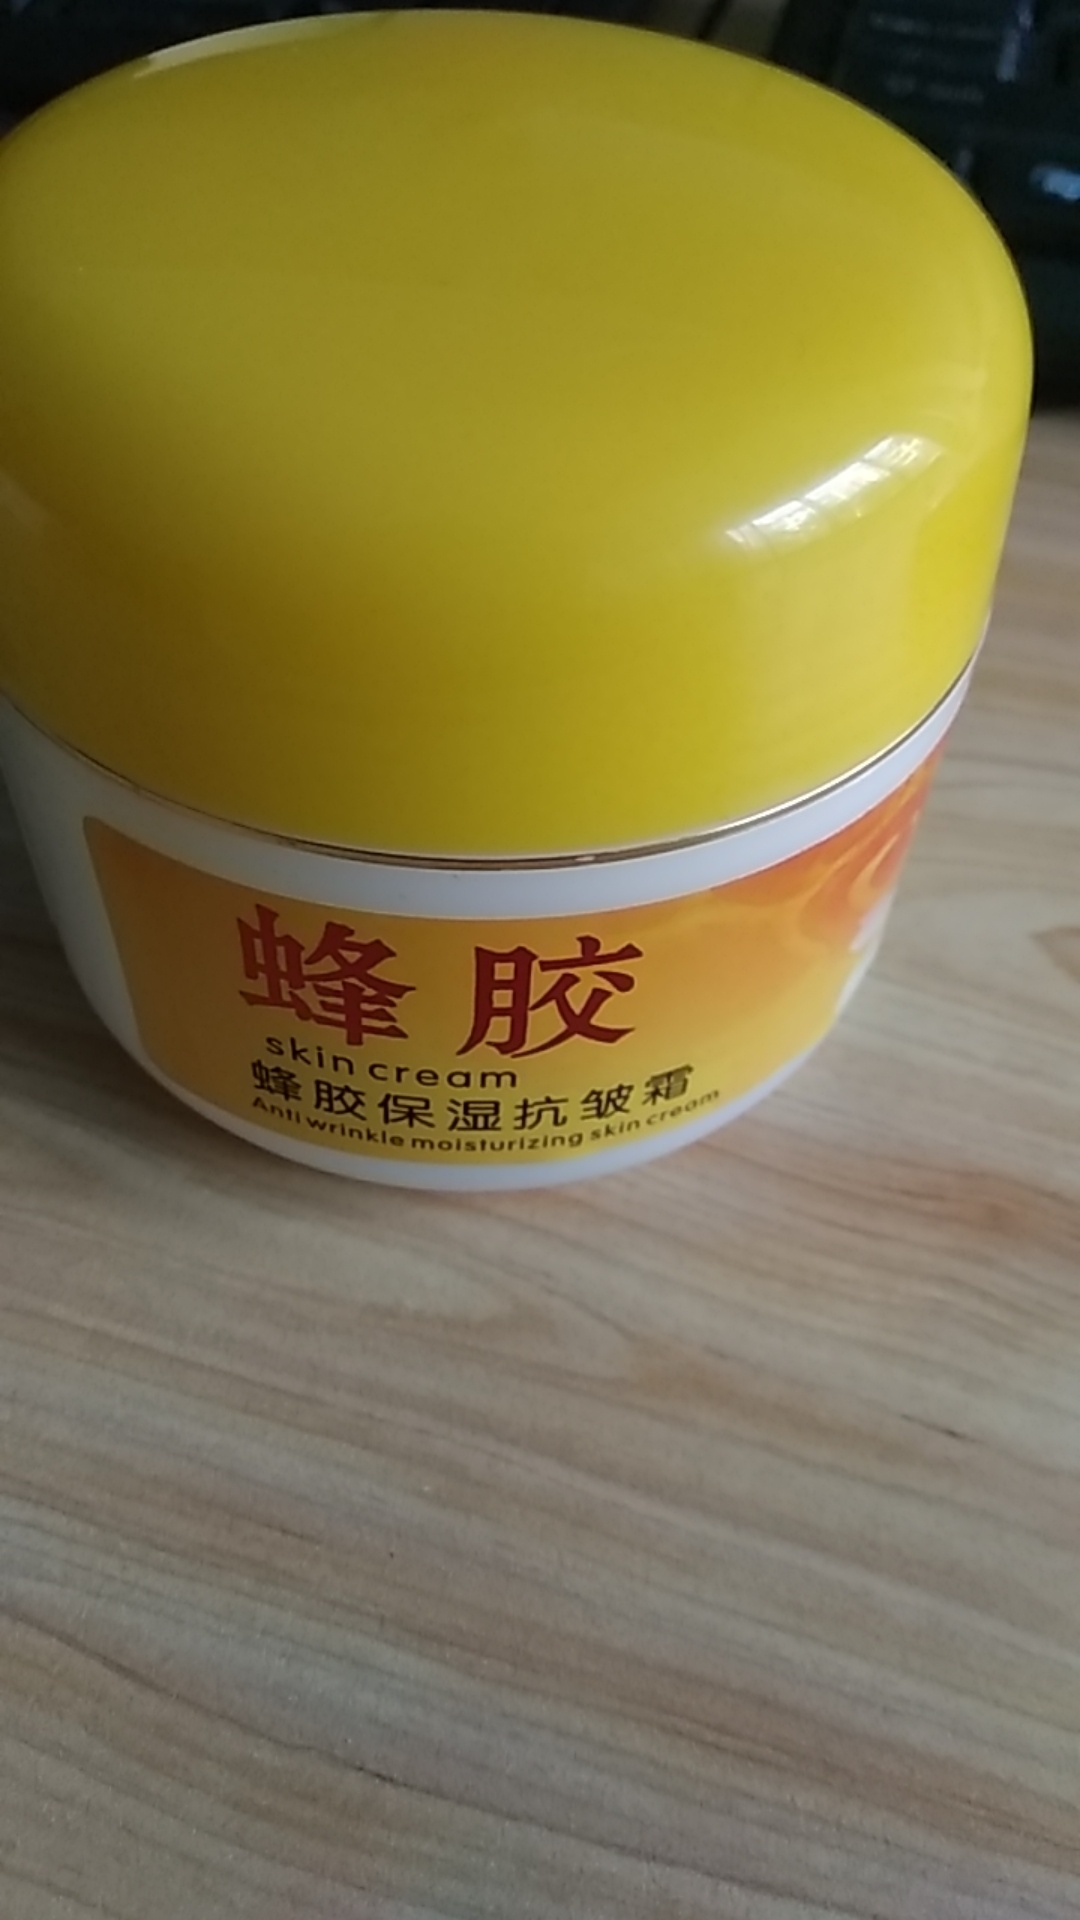 蜂胶
skin cream
蜂胶保湿抗皱霜
Anti wrinkle moisturizing skin cream